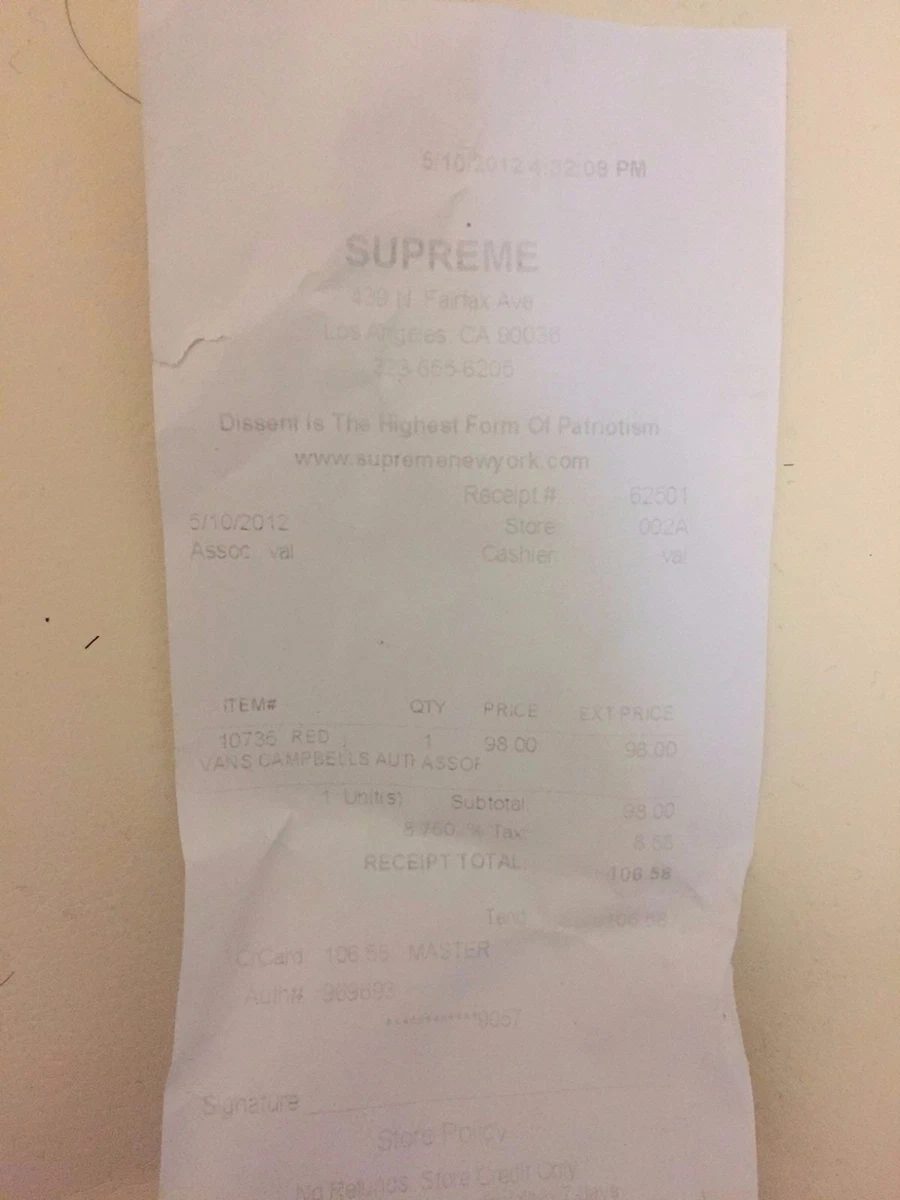 5/10/2012 4:32:09 PM
SUPREME
439 N. Fairfax Ave
Los Angeles, CA 90036
323-655-6205
Dissent Is The Highest Form Of Patriotism
www.supremenewyork.com
Receipt # 62501
5/10/2012 Store: 002A
Assoc: val Cashier: val
ITEM# QTY PRICE EXT PRICE
10736 RED 1 98.00 98.00
VANS CAMPBELLS AUTH ASSOR
1 Unit(s) Subtotal: 98.00
8.750 % Tax: 8.58
RECEIPT TOTAL: 106.58
Tend: 106.58
CrCard 106.58 MASTER
Auth#
Signature
Store Policy
No Refunds. Store Credit Only